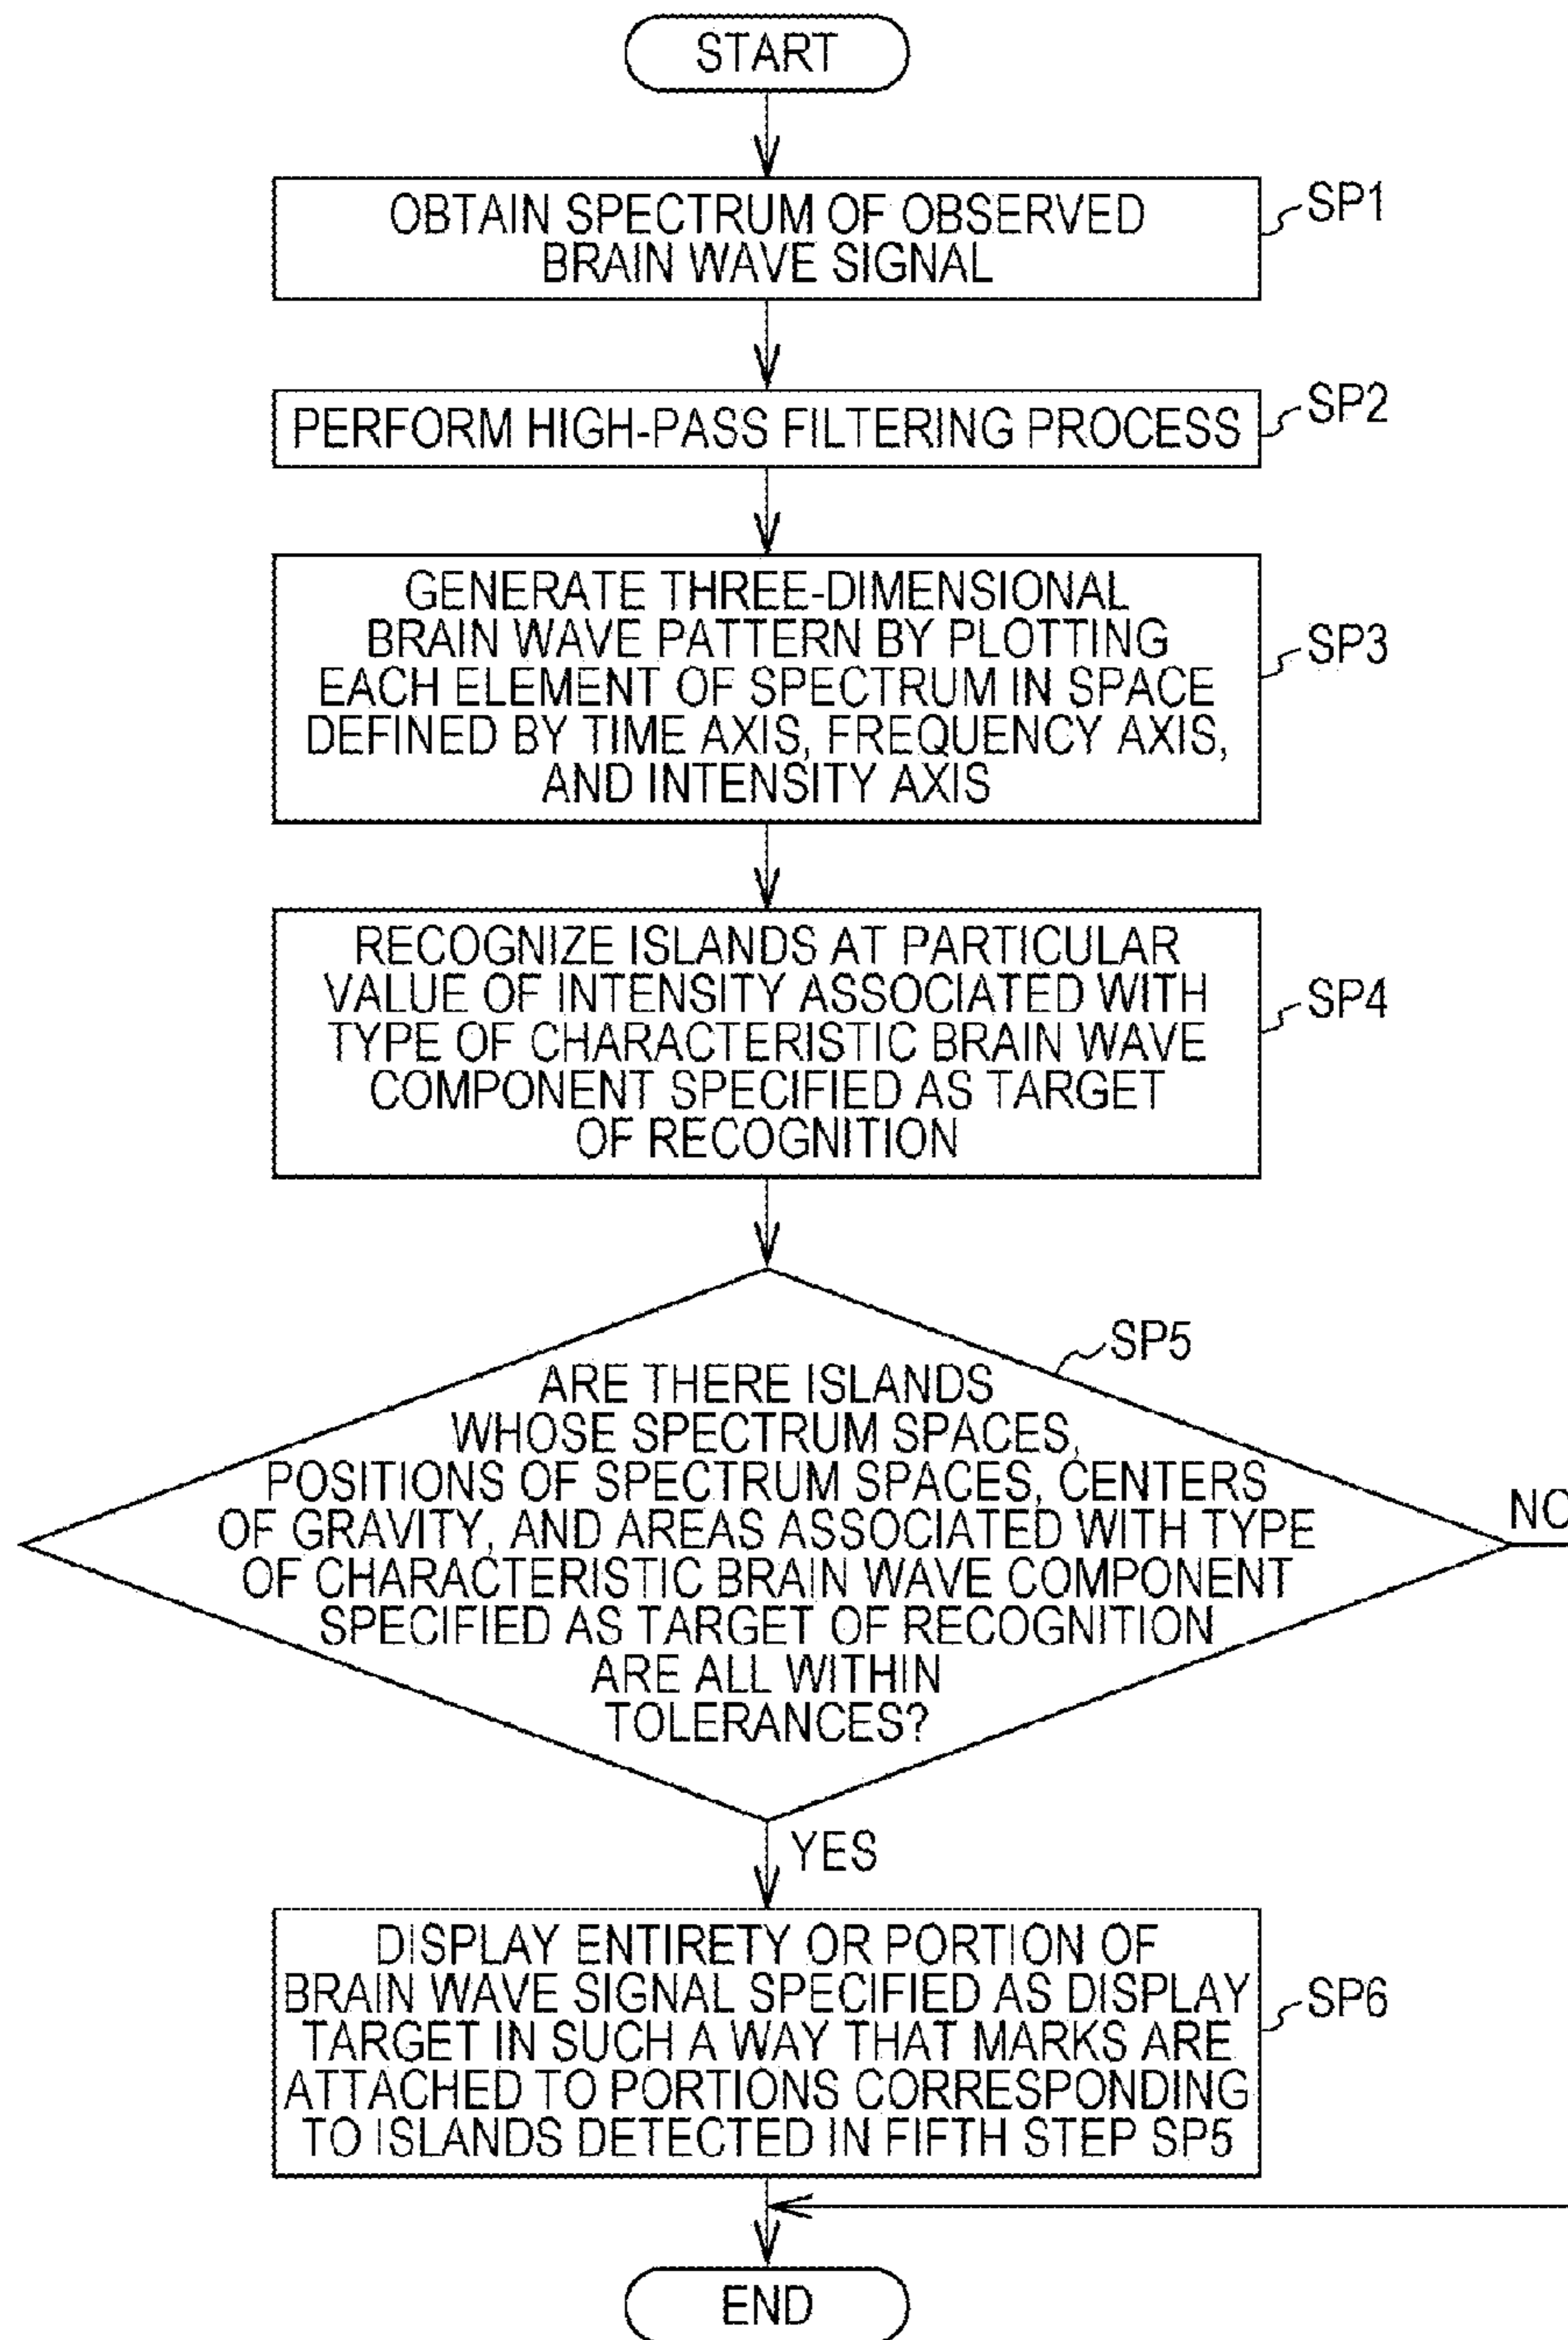 START
OBTAIN SPECTRUM OF OBSERVED
BRAIN WAVE SIGNAL
SP1
PERFORM HIGH-PASS FILTERING PROCESS
SP2
GENERATE THREE-DIMENSIONAL
BRAIN WAVE PATTERN BY PLOTTING
EACH ELEMENT OF SPECTRUM IN SPACE
DEFINED BY TIME AXIS, FREQUENCY AXIS,
AND INTENSITY AXIS
SP3
RECOGNIZE ISLANDS AT PARTICULAR
VALUE OF INTENSITY ASSOCIATED WITH
TYPE OF CHARACTERISTIC BRAIN WAVE
COMPONENT SPECIFIED AS TARGET
OF RECOGNITION
SP4
SP5
ARE THERE ISLANDS
WHOSE SPECTRUM SPACES,
POSITIONS OF SPECTRUM SPACES, CENTERS
OF GRAVITY, AND AREAS ASSOCIATED WITH TYPE
OF CHARACTERISTIC BRAIN WAVE COMPONENT
SPECIFIED AS TARGET OF RECOGNITION
ARE ALL WITHIN
TOLERANCES?
NO
YES
DISPLAY ENTIRETY OR PORTION OF
BRAIN WAVE SIGNAL SPECIFIED AS DISPLAY
TARGET IN SUCH A WAY THAT MARKS ARE
ATTACHED TO PORTIONS CORRESPONDING
TO ISLANDS DETECTED IN FIFTH STEP SP5
SP6
END